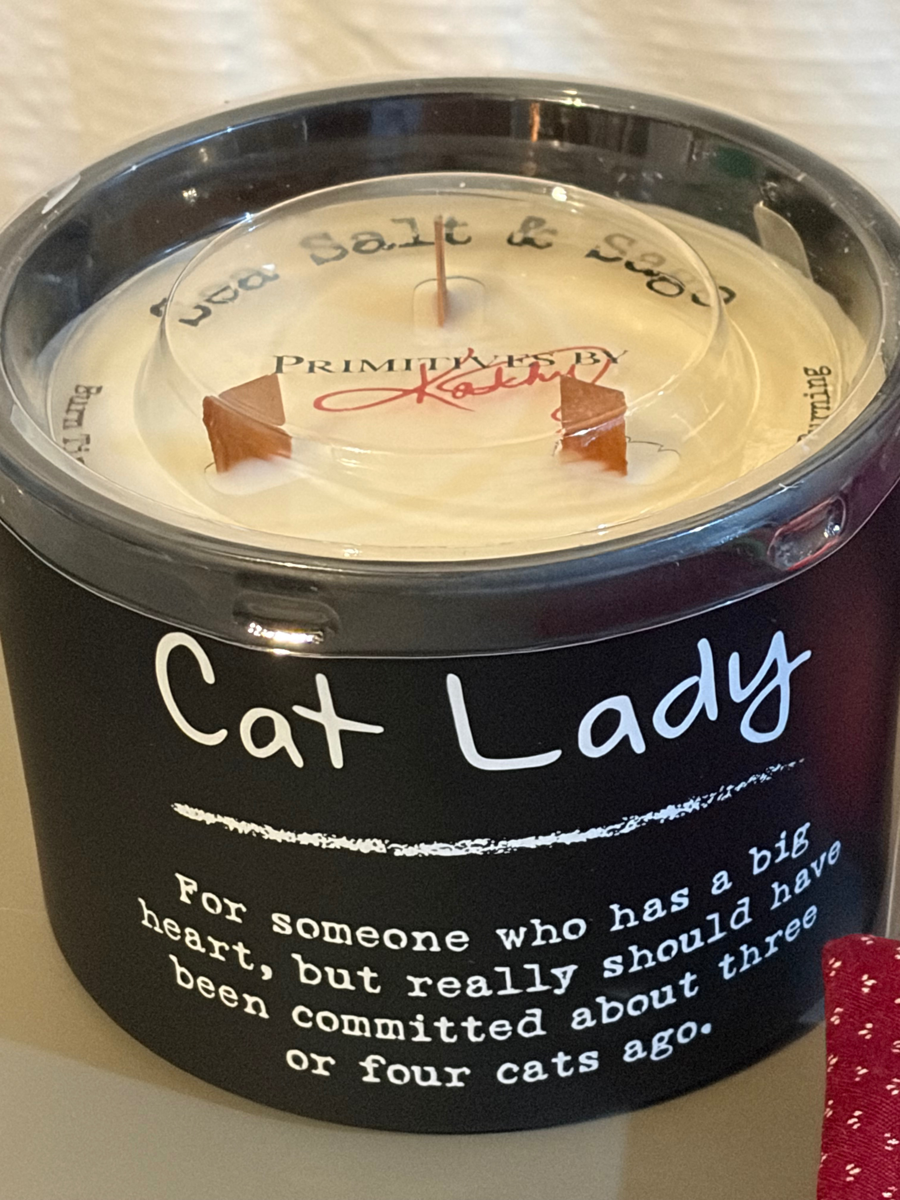 Sea Salt & Sage
PRIMITIVES BY
Kathy
Burn
Cat Lady
For someone who has a big
heart, but really should have
been committed about three
or four cats ago.